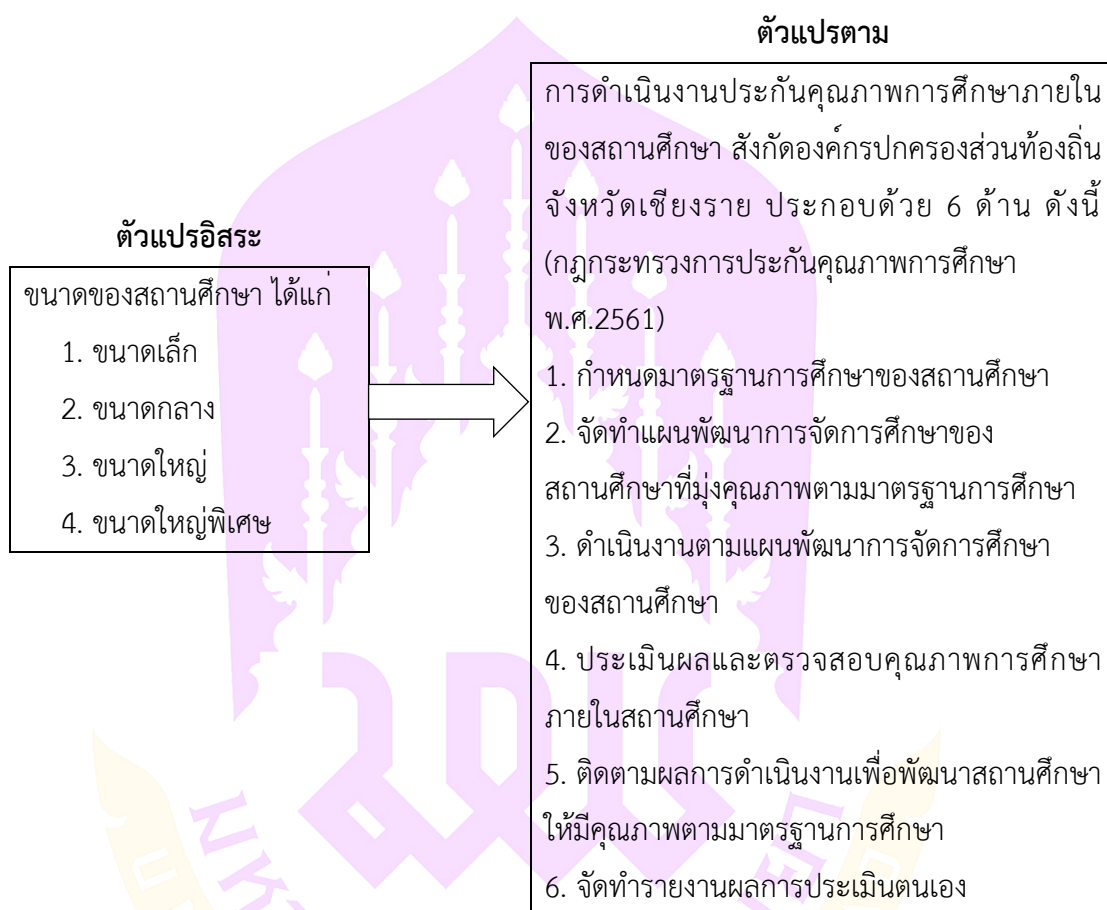 ตัวแปรอิสระ
ขนาดของสถานศึกษา ได้แก่
1. ขนาดเล็ก
2. ขนาดกลาง
3. ขนาดใหญ่
4. ขนาดใหญ่พิเศษ
ตัวแปรตาม
การดำเนินงานประกันคุณภาพการศึกษาภายใน
ของสถานศึกษา สังกัดองค์กรปกครองส่วนท้องถิ่น
จังหวัดเชียงราย ประกอบด้วย 6 ด้าน ดังนี้
(กฎกระทรวงการประกันคุณภาพการศึกษา
พ.ศ.2561)
1. กำหนดมาตรฐานการศึกษาของสถานศึกษา
2. จัดทำแผนพัฒนาการจัดการศึกษาของ
สถานศึกษาที่มุ่งคุณภาพตามมาตรฐานการศึกษา
3. ดำเนินงานตามแผนพัฒนาการจัดการศึกษา
ของสถานศึกษา
4. ประเมินผลและตรวจสอบคุณภาพการศึกษา
ภายในสถานศึกษา
5. ติดตามผลการดำเนินงานเพื่อพัฒนาสถานศึกษา
ให้มีคุณภาพตามมาตรฐานการศึกษา
6. จัดทำรายงานผลการประเมินตนเอง